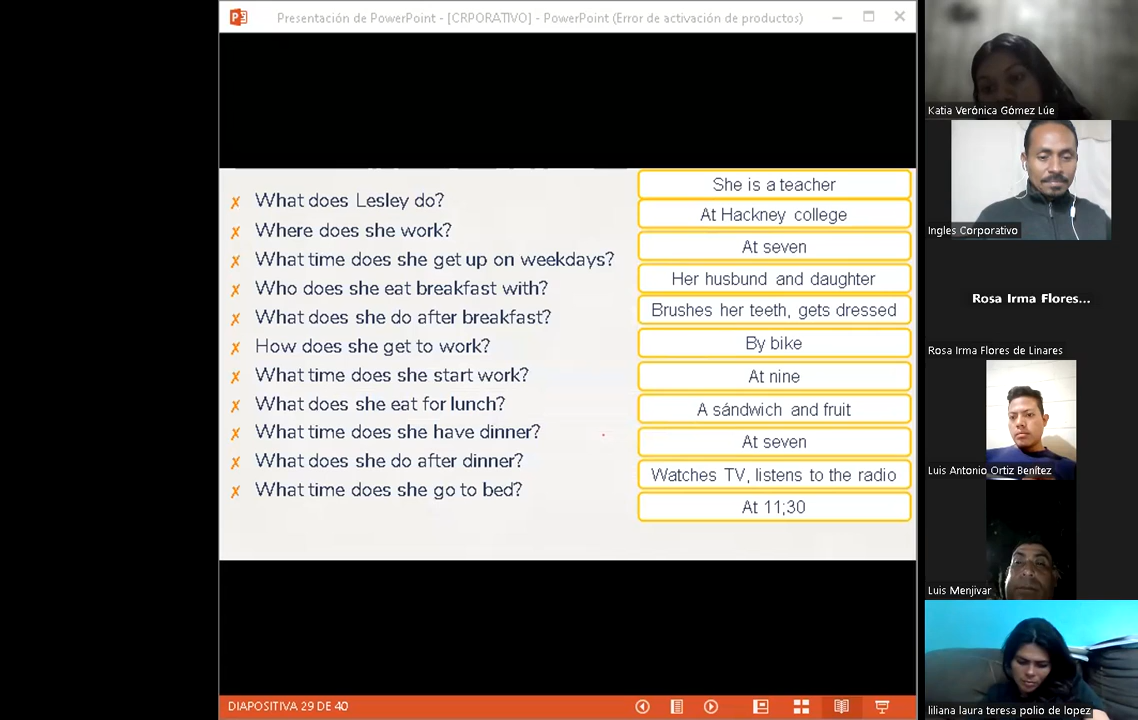 Presentación de PowerPoint - [CRPORATIVO] - PowerPoint (Error de activación de productos)
What does Lesley do?
She is a teacher
Where does she work?
At Hackney college
What time does she get up on weekdays?
At seven
Who does she eat breakfast with?
Her husbund and daughter
What does she do after breakfast?
Brushes her teeth, gets dressed
How does she get to work?
By bike
What time does she start work?
At nine
What does she eat for lunch?
A sándwich and fruit
What time does she have dinner?
At seven
What does she do after dinner?
Watches TV, listens to the radio
What time does she go to bed?
At 11;30
DIAPOSITIVA 29 DE 40
Katia Verónica Gómez Lúe
Ingles Corporativo
Rosa Irma Flores...
Rosa Irma Flores de Linares
Luis Antonio Ortiz Benítez
Luis Menjivar
liliana laura teresa polio de lopez